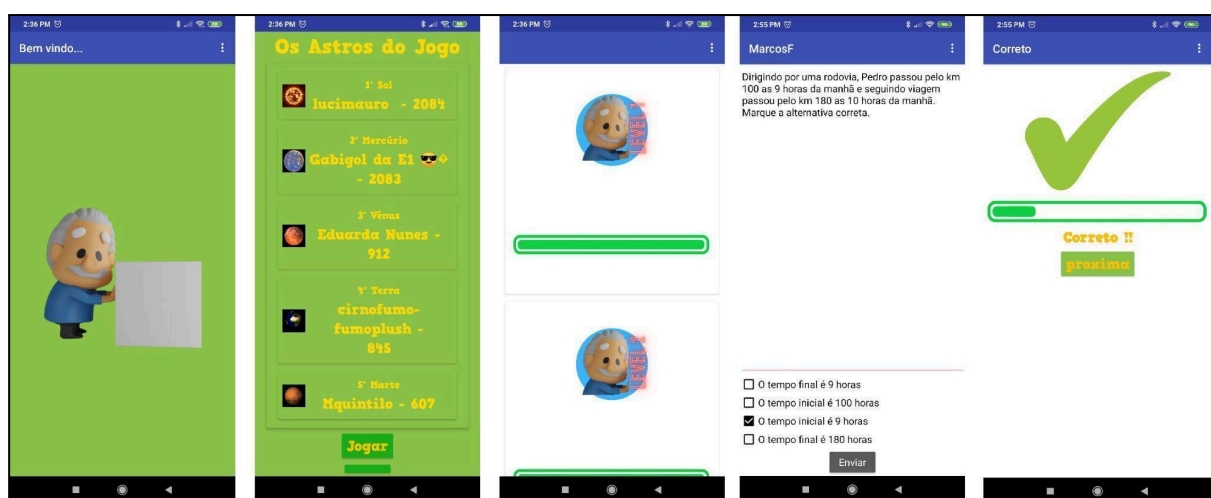 2:36 PM
Bem vindo...
2:36 PM
Os Astros do Jogo
1° Sol
lucimauro - 2084
2° Mercúrio
Gabigol da E1 😎�
- 2083
3° Vênus
Eduarda Nunes -
912
4° Terra
cirnofumo-
fumoplush -
845
5° Marte
Mquintilo - 607
Jogar
2:36 PM
LEVEL 1
LEVEL 2
2:55 PM
MarcosF
Dirigindo por uma rodovia, Pedro passou pelo km
100 as 9 horas da manhã e seguindo viagem
passou pelo km 180 as 10 horas da manhã.
Marque a alternativa correta.
O tempo final é 9 horas
O tempo inicial é 100 horas
O tempo inicial é 9 horas
O tempo final é 180 horas
Enviar
2:55 PM
Correto
Correto !!
proxima